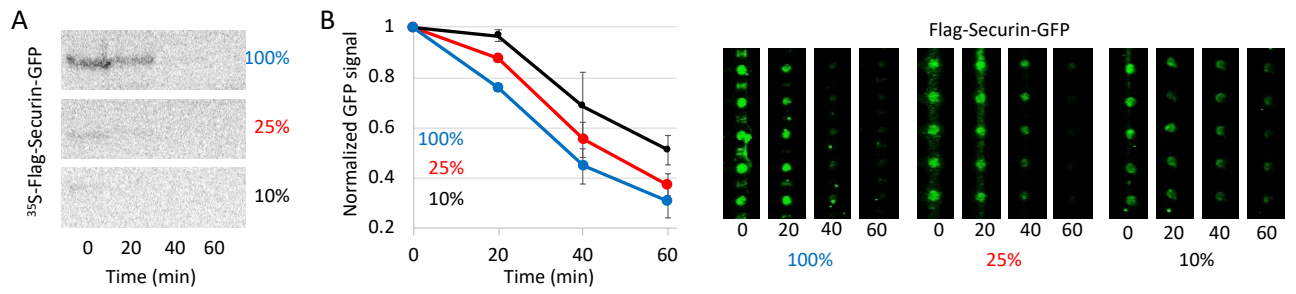 A
³⁵S-Flag-Securin-GFP
100%
25%
10%
0 20 40 60
Time (min)
B
Normalized GFP signal
1
0.8
0.6
0.4
0.2
100%
25%
10%
0 20 40 60
Time (min)
Flag-Securin-GFP
0 20 40 60 0 20 40 60 0 20 40 60
100% 25% 10%